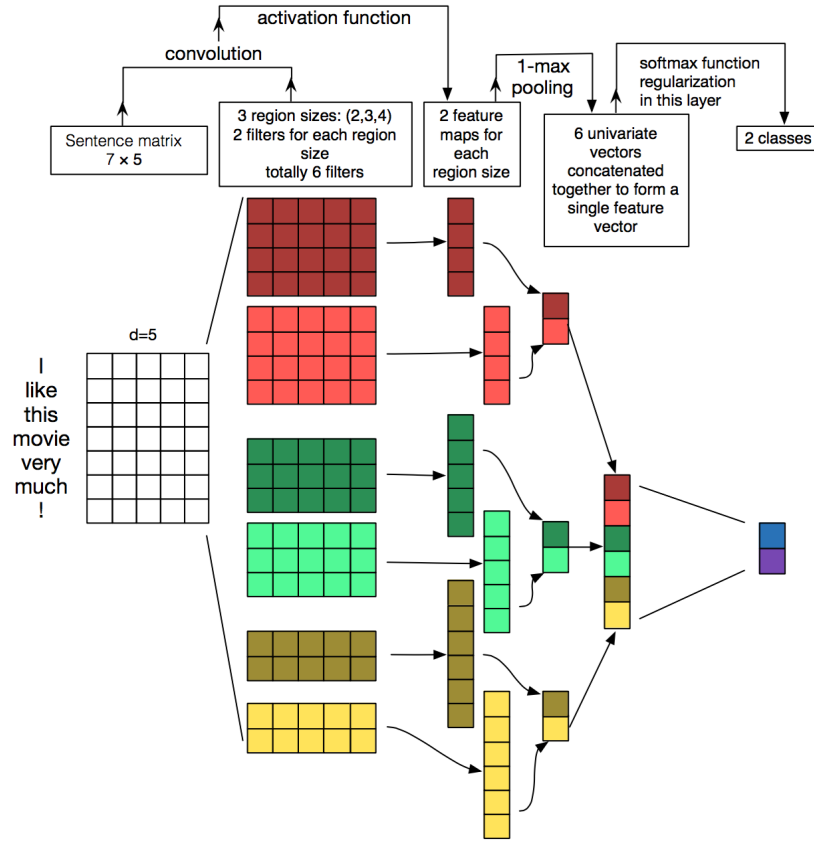 activation function
convolution
1-max
pooling
softmax function
regularization
in this layer
Sentence matrix
7 × 5
3 region sizes: (2,3,4)
2 filters for each region
size
totally 6 filters
2 feature
maps for
each
region size
6 univariate
vectors
concatenated
together to form a
single feature
vector
2 classes
d=5
I
like
this
movie
very
much
!